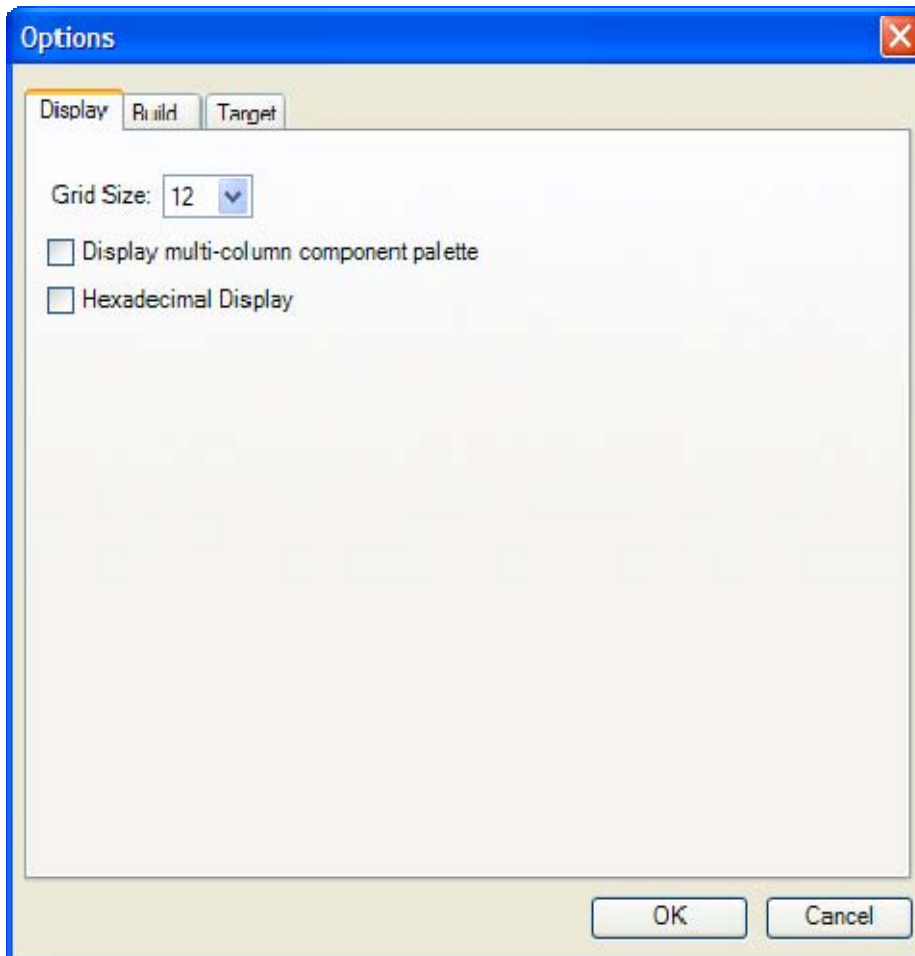 Options
Display Build Target
Grid Size: 12
Display multi-column component palette
Hexadecimal Display
OK Cancel